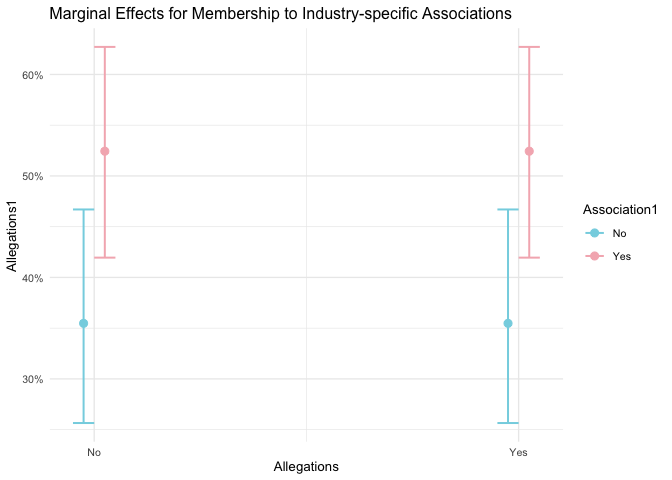 Marginal Effects for Membership to Industry-specific Associations
60%
50%
40%
30%
Allegations1
No
Yes
Allegations
Association1
No
Yes